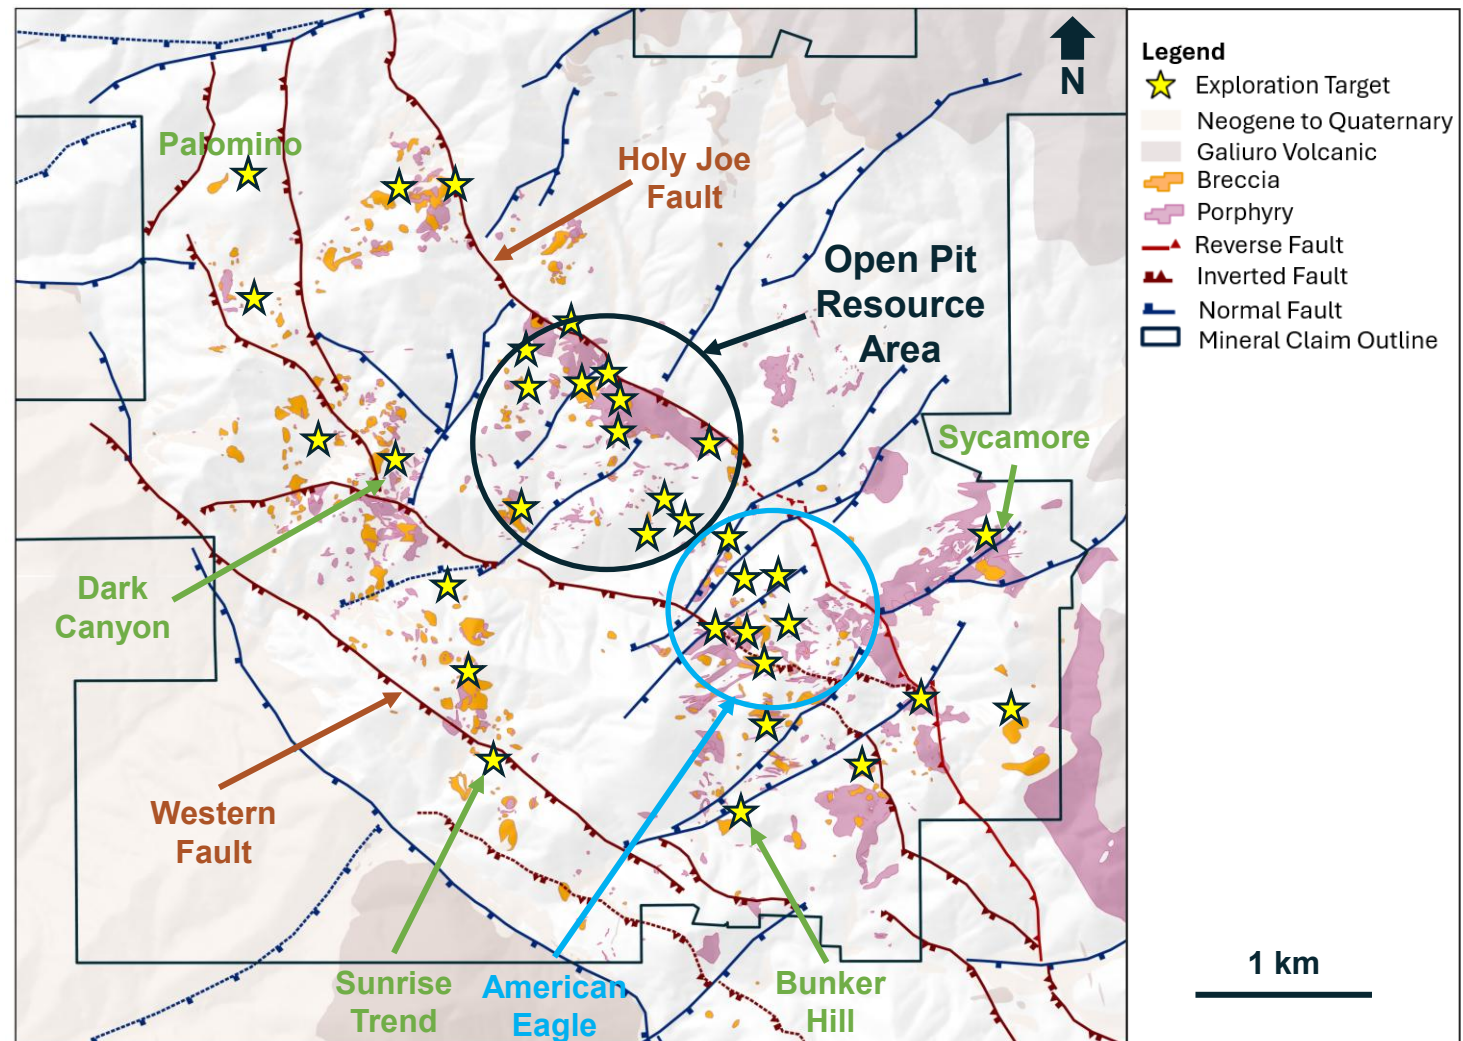 N
Palomino
Holy Joe
Fault
Open Pit
Resource
Area
Sycamore
Dark
Canyon
Western
Fault
Sunrise
Trend
American
Eagle
Bunker
Hill
Legend
Exploration Target
Neogene to Quaternary
Galiuro Volcanic
Breccia
Porphyry
Reverse Fault
Inverted Fault
Normal Fault
Mineral Claim Outline
1 km